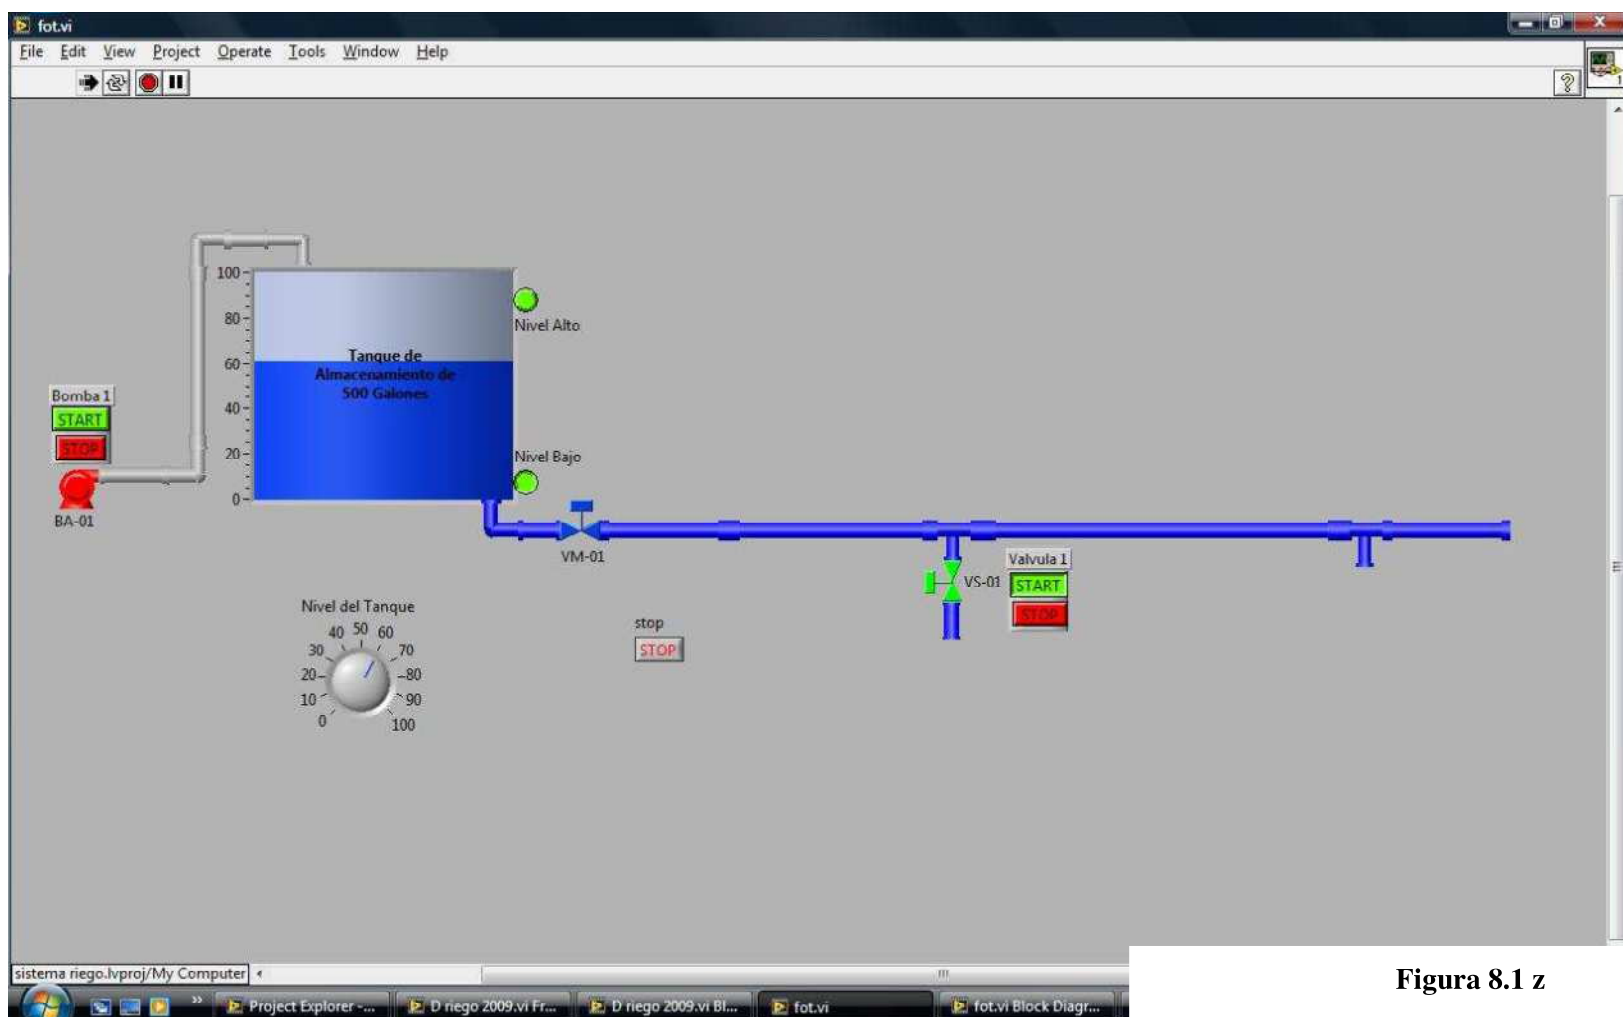 fot.vi
File Edit View Project Operate Tools Window Help
?
1
100
80
60
40
20
0
Tanque de
Almacenamiento de
500 Galones
Nivel Alto
Nivel Bajo
Bomba 1
START
STOP
BA-01
VM-01
VS-01
Valvula 1
START
STOP
Nivel del Tanque
0 10 20 30 40 50 60 70 80 90 100
stop
STOP
sistema riego.lvproj/My Computer
Project Explorer -... D riego 2009.vi Fr... D riego 2009.vi Bl... fot.vi fot.vi Block Diagr...
Figura 8.1 z